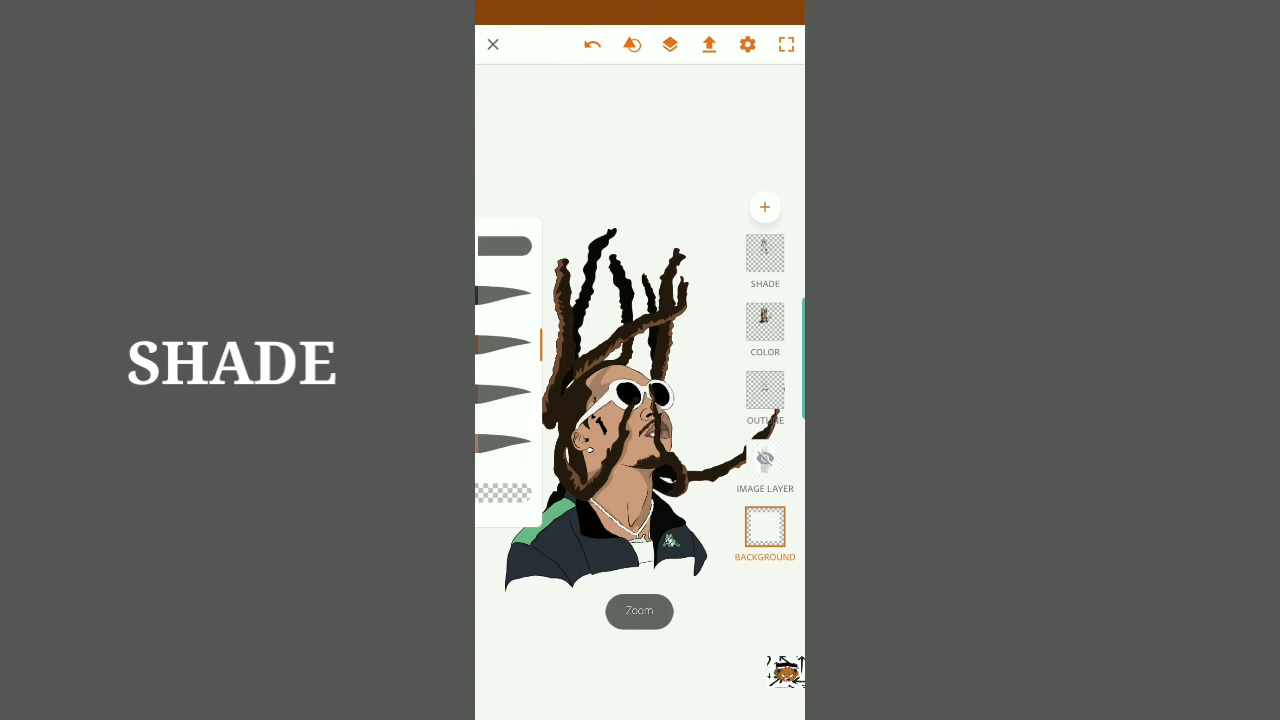 SHADE
SHADE
COLOR
OUTLINE
IMAGE LAYER
BACKGROUND
Zoom